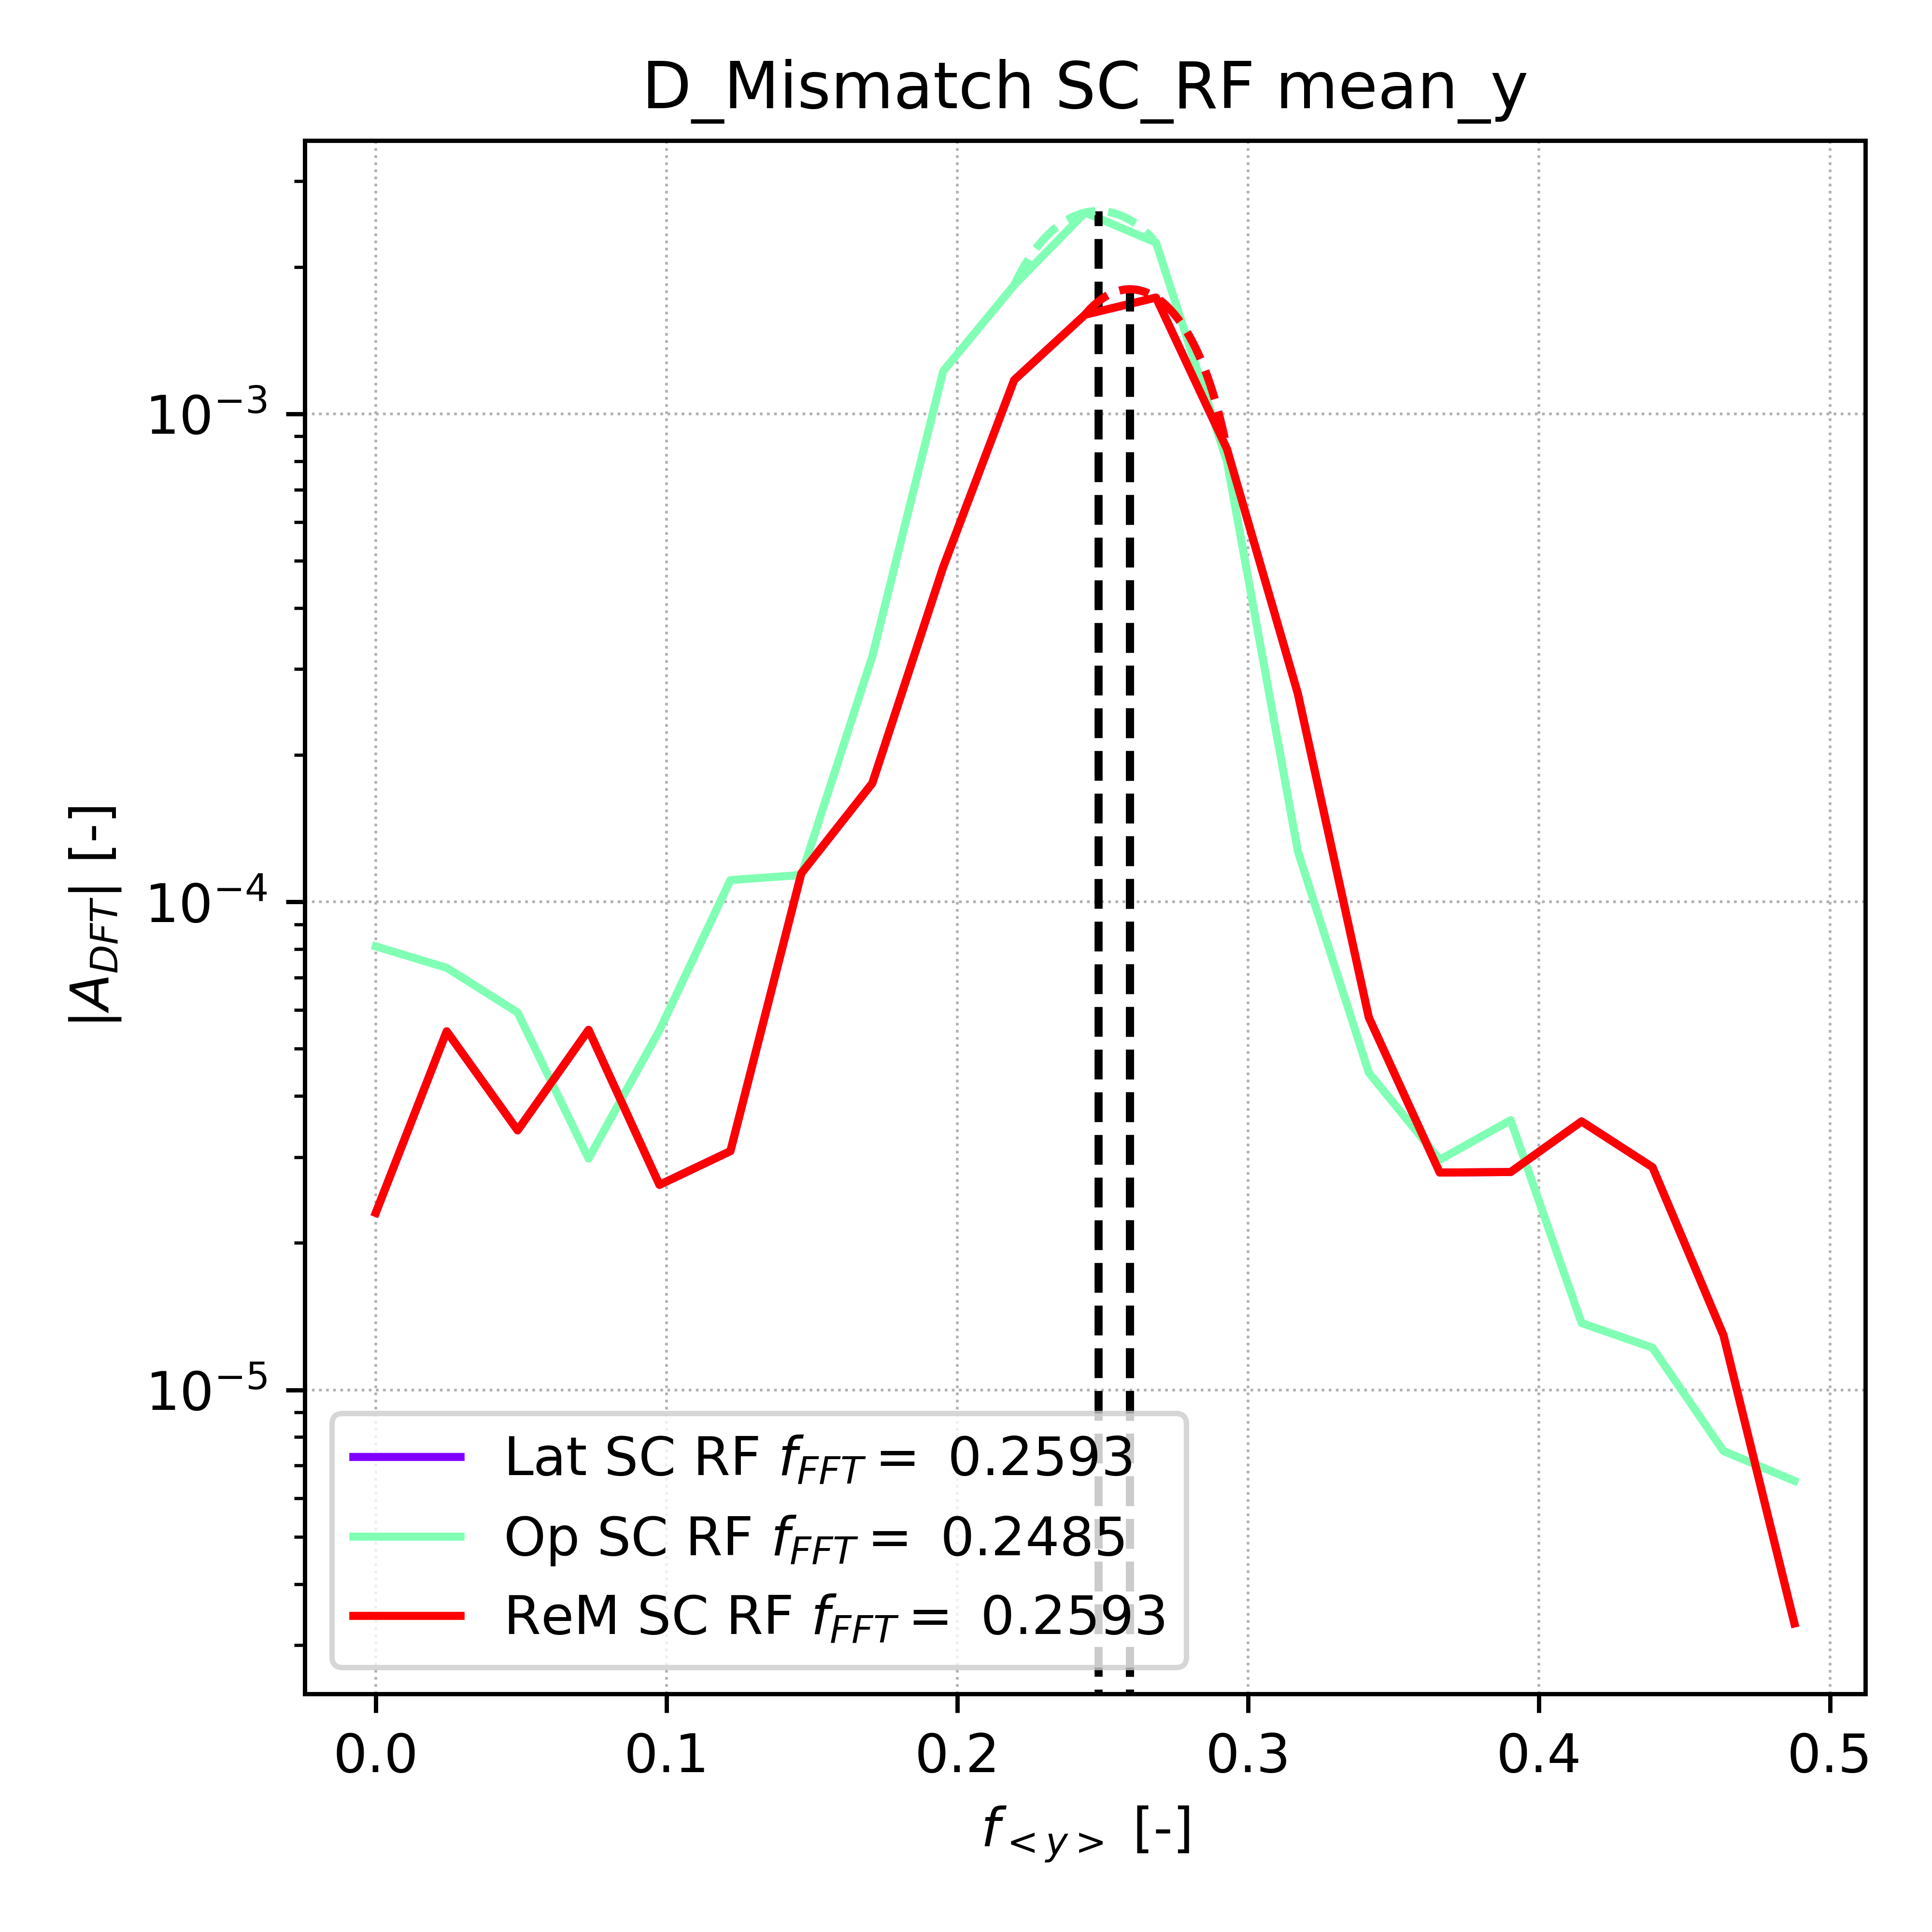 D_Mismatch SC_RF mean_y
|A_DFT| [-]
10^-3
10^-4
10^-5
Lat SC RF f_FFT = 0.2593
Op SC RF f_FFT = 0.2485
ReM SC RF f_FFT = 0.2593
0.0 0.1 0.2 0.3 0.4 0.5
f_<y> [-]